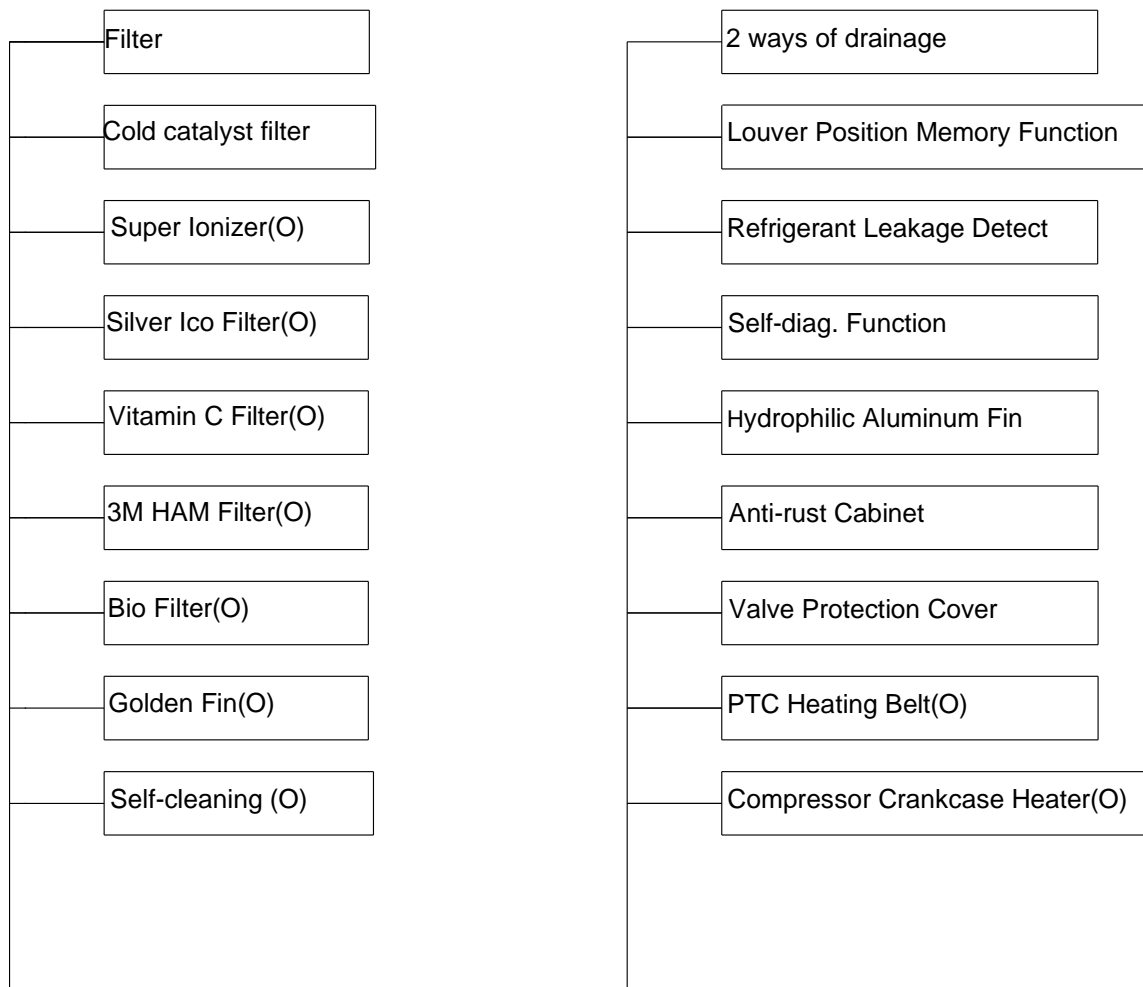 Filter
Cold catalyst filter
Super Ionizer(O)
Silver Ico Filter(O)
Vitamin C Filter(O)
3M HAM Filter(O)
Bio Filter(O)
Golden Fin(O)
Self-cleaning (O)
2 ways of drainage
Louver Position Memory Function
Refrigerant Leakage Detect
Self-diag. Function
Hydrophilic Aluminum Fin
Anti-rust Cabinet
Valve Protection Cover
PTC Heating Belt(O)
Compressor Crankcase Heater(O)